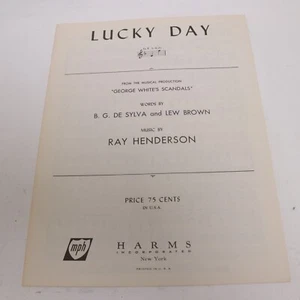 LUCKY DAY
FROM THE MUSICAL PRODUCTION
"GEORGE WHITE'S SCANDALS"
WORDS BY
B. G. DE SYLVA and LEW BROWN
MUSIC BY
RAY HENDERSON
PRICE 75 CENTS
IN U.S.A.
mph
HARMS
INCORPORATED
New York